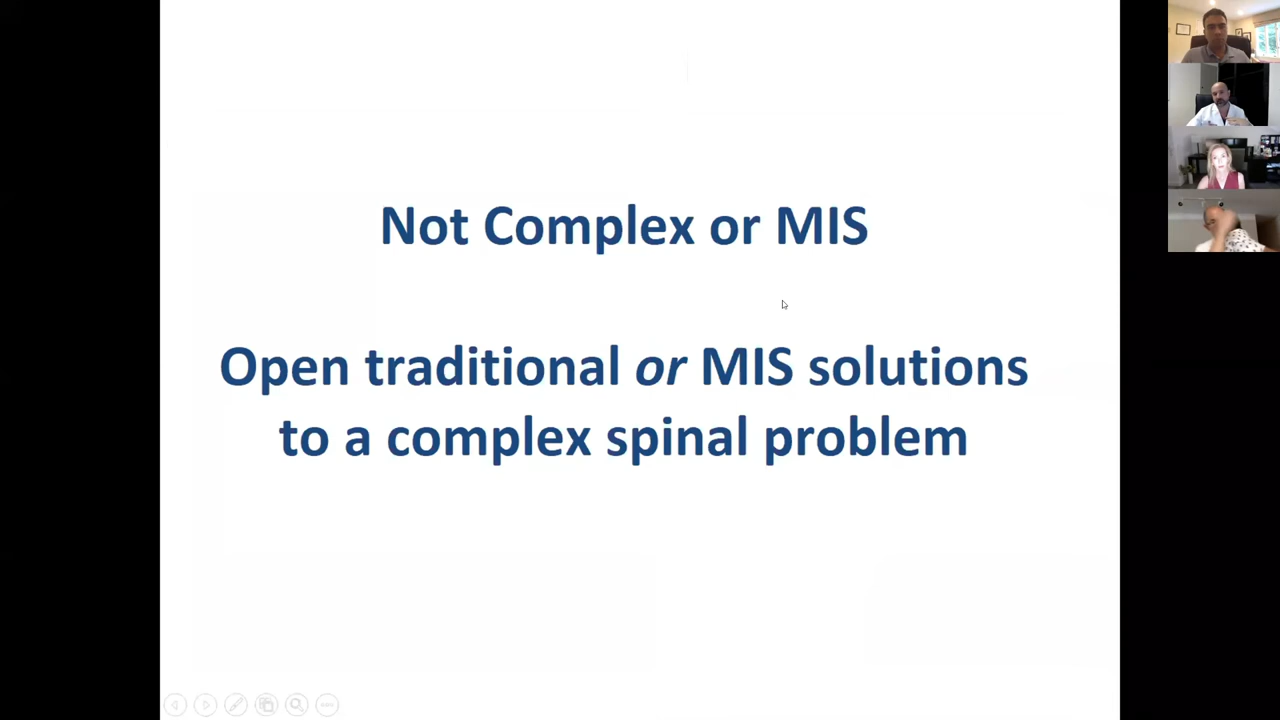 Not Complex or MIS
Open traditional or MIS solutions
to a complex spinal problem